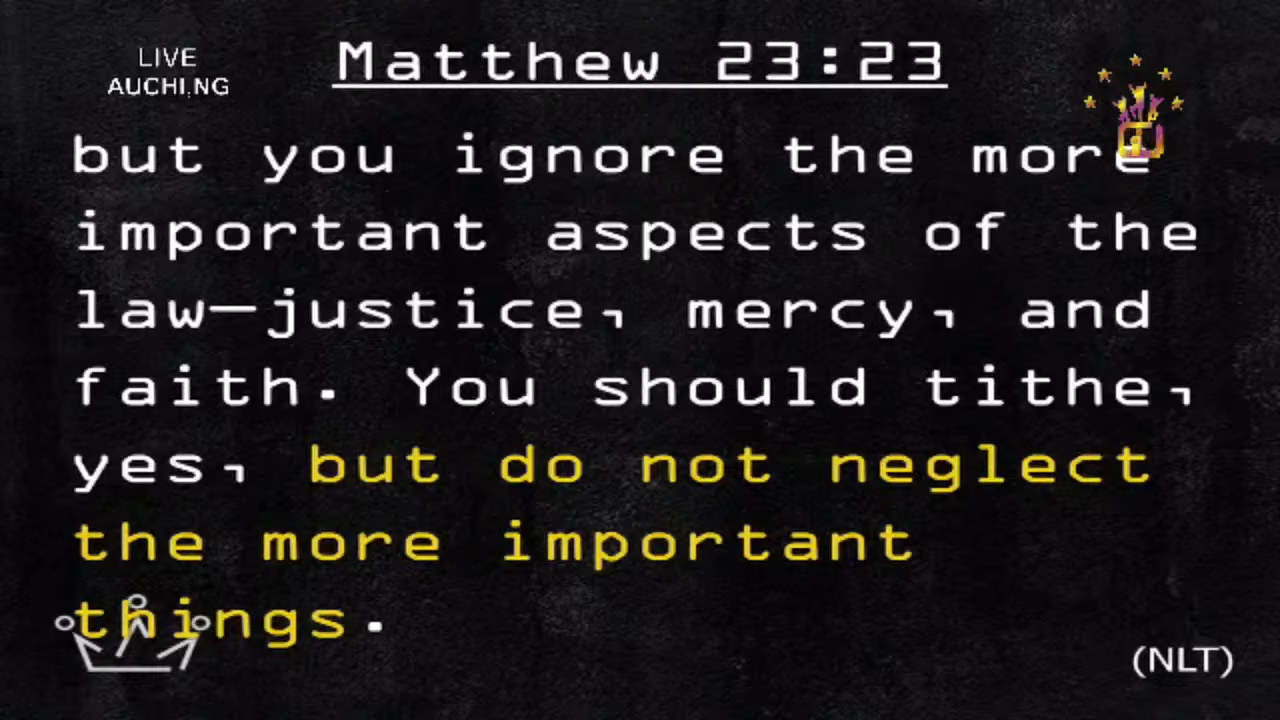 LIVE
AUCHI.NG
Matthew 23:23
but you ignore the more
important aspects of the
law—justice, mercy, and
faith. You should tithe,
yes, but do not neglect
the more important
things.
(NLT)